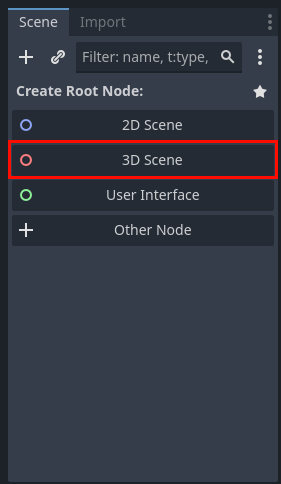 Scene Import
Filter: name, t:type,
Create Root Node:
2D Scene
3D Scene
User Interface
Other Node